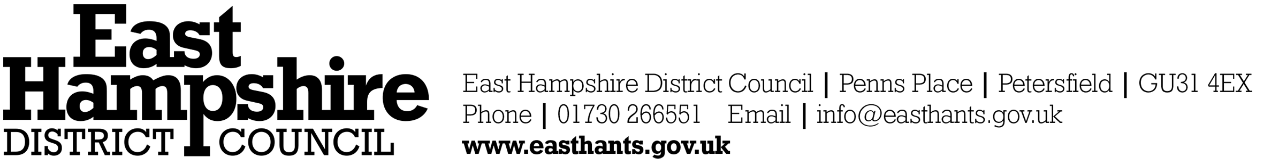 East
Hampshire
DISTRICT COUNCIL
East Hampshire District Council | Penns Place | Petersfield | GU31 4EX
Phone | 01730 266551 Email | info@easthants.gov.uk
www.easthants.gov.uk